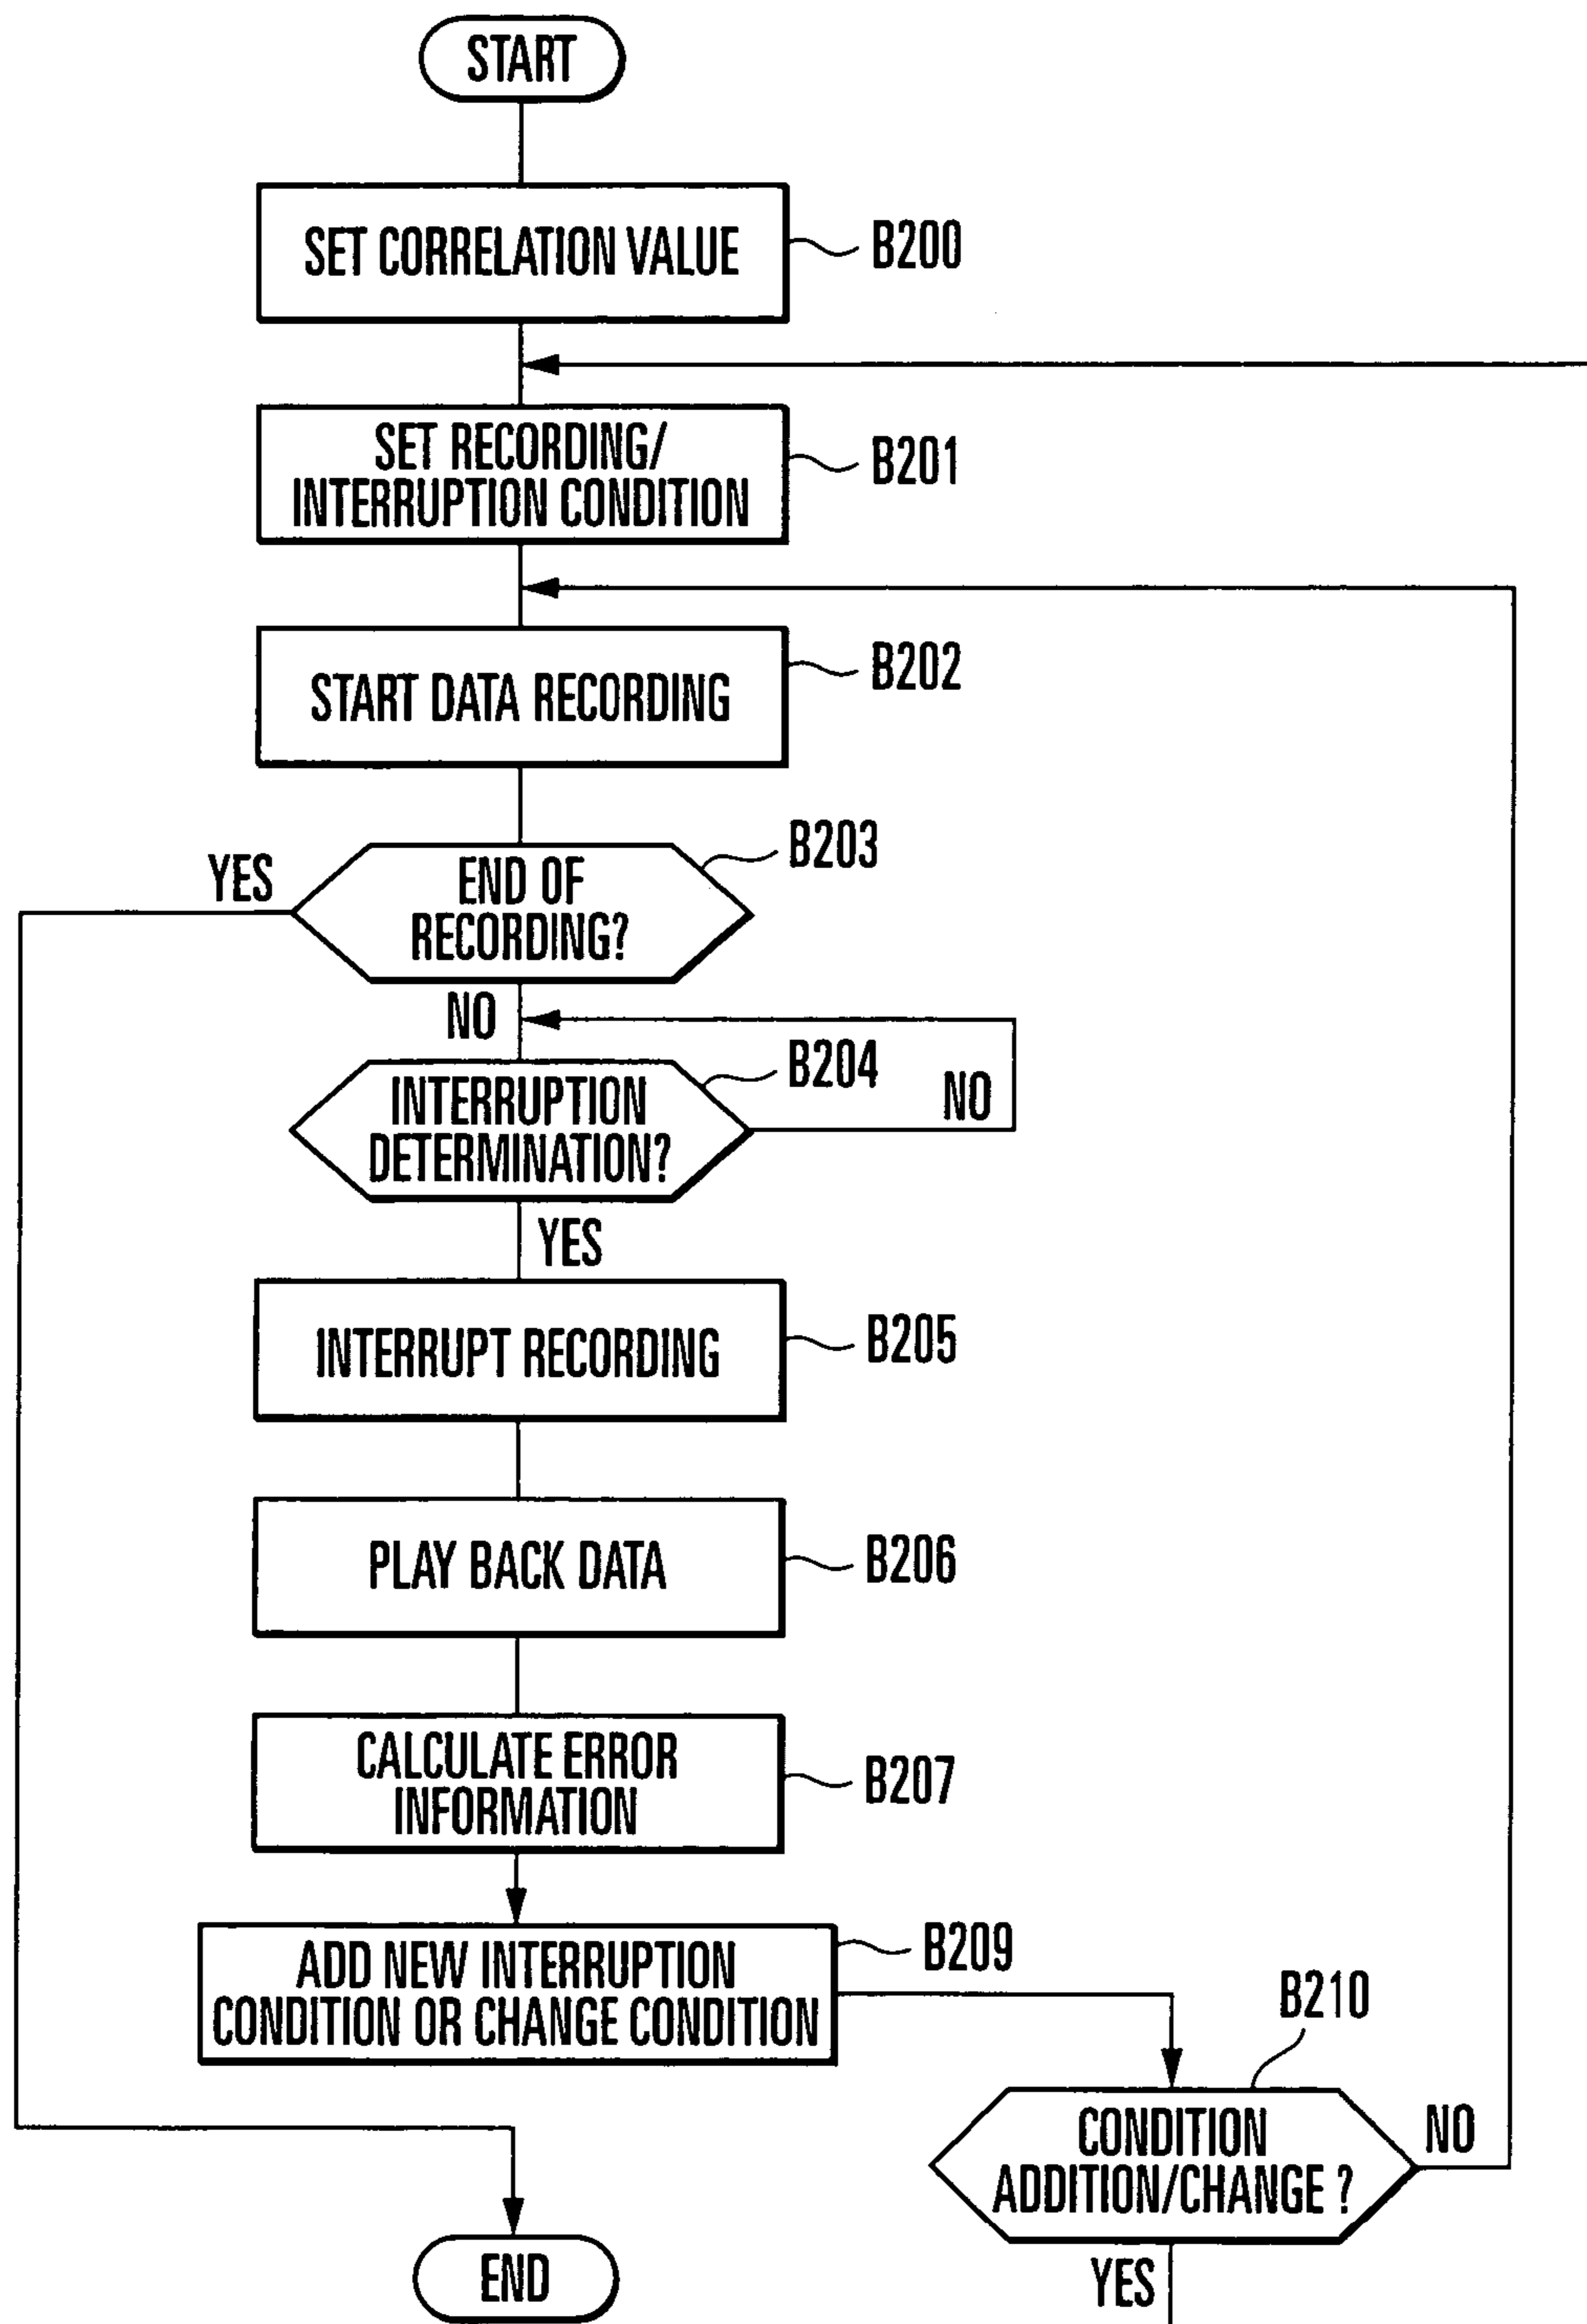 START
SET CORRELATION VALUE
B200
SET RECORDING/
INTERRUPTION CONDITION
B201
START DATA RECORDING
B202
YES
END OF
RECORDING?
B203
NO
INTERRUPTION
DETERMINATION?
B204
NO
YES
INTERRUPT RECORDING
B205
PLAY BACK DATA
B206
CALCULATE ERROR
INFORMATION
B207
ADD NEW INTERRUPTION
CONDITION OR CHANGE CONDITION
B209
B210
CONDITION
ADDITION/CHANGE ?
NO
YES
END